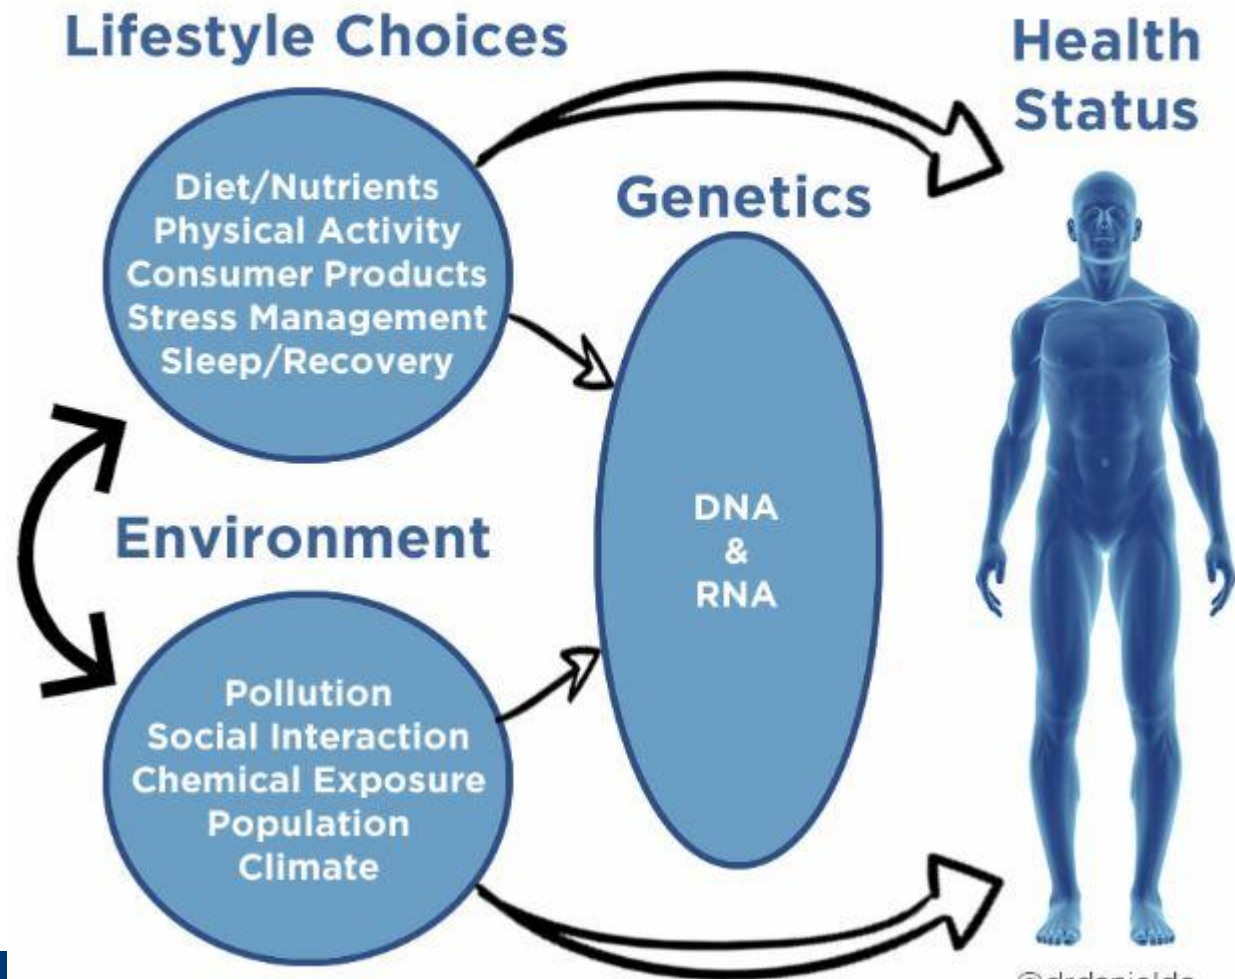 Lifestyle Choices
Diet/Nutrients
Physical Activity
Consumer Products
Stress Management
Sleep/Recovery
Environment
Pollution
Social Interaction
Chemical Exposure
Population
Climate
Genetics
DNA
&
RNA
Health
Status